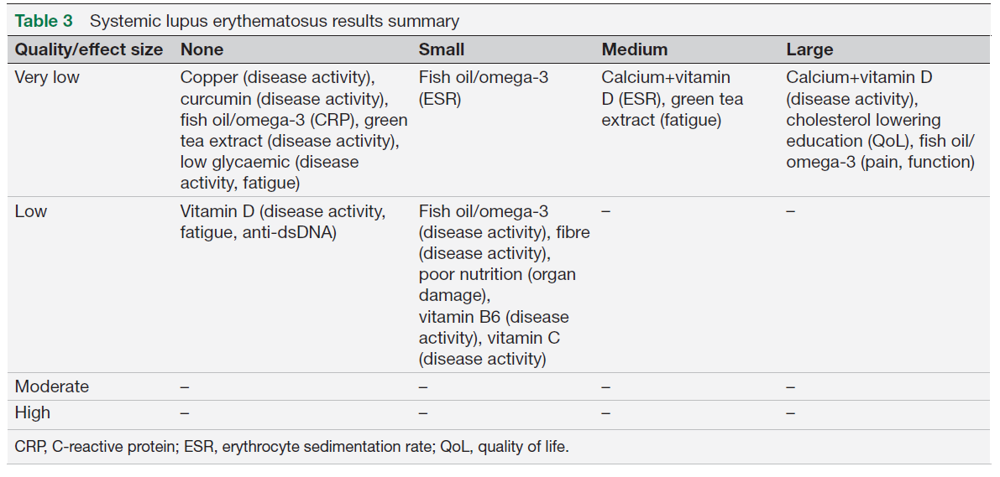 Table 3 Systemic lupus erythematosus results summary
Quality/effect size None Small Medium Large
Very low
Copper (disease activity),
curcumin (disease activity),
fish oil/omega-3 (CRP), green
tea extract (disease activity),
low glycaemic (disease
activity, fatigue)
Fish oil/omega-3
(ESR)
Calcium+vitamin
D (ESR), green tea
extract (fatigue)
Calcium+vitamin D
(disease activity),
cholesterol lowering
education (QoL), fish oil/
omega-3 (pain, function)
Low
Vitamin D (disease activity,
fatigue, anti-dsDNA)
Fish oil/omega-3
(disease activity), fibre
(disease activity),
poor nutrition (organ
damage),
vitamin B6 (disease
activity), vitamin C
(disease activity)
–
–
Moderate – – – –
High – – – –
CRP, C-reactive protein; ESR, erythrocyte sedimentation rate; QoL, quality of life.